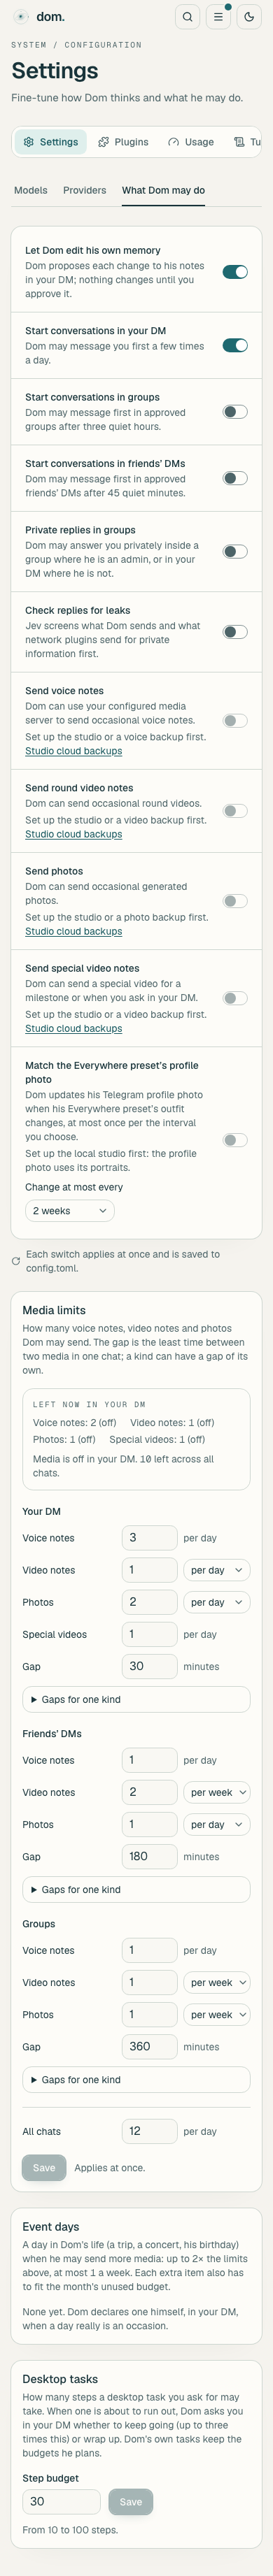 dom.
SYSTEM / CONFIGURATION
Settings
Fine-tune how Dom thinks and what he may do.
Settings
Plugins
Usage
Tu
Models
Providers
What Dom may do
Let Dom edit his own memory
Dom proposes each change to his notes
in your DM; nothing changes until you
approve it.
Start conversations in your DM
Dom may message you first a few times
a day.
Start conversations in groups
Dom may message first in approved
groups after three quiet hours.
Start conversations in friends' DMs
Dom may message first in approved
friends' DMs after 45 quiet minutes.
Private replies in groups
Dom may answer you privately inside a
group where he is an admin, or in your
DM where he is not.
Check replies for leaks
Jev screens what Dom sends and what
network plugins send for private
information first.
Send voice notes
Dom can use your configured media
server to send occasional voice notes.
Set up the studio or a voice backup first.
Studio cloud backups
Send round video notes
Dom can send occasional round videos.
Set up the studio or a video backup first.
Studio cloud backups
Send photos
Dom can send occasional generated
photos.
Set up the studio or a photo backup first.
Studio cloud backups
Send special video notes
Dom can send a special video for a
milestone or when you ask in your DM.
Set up the studio or a video backup first.
Studio cloud backups
Match the Everywhere preset's profile
photo
Dom updates his Telegram profile photo
when his Everywhere preset's outfit
changes, at most once per the interval
you choose.
Set up the local studio first: the profile
photo uses its portraits.
Change at most every
2 weeks
Each switch applies at once and is saved to
config.toml.
Media limits
How many voice notes, video notes and photos
Dom may send. The gap is the least time between
two media in one chat; a kind can have a gap of its
own.
LEFT NOW IN YOUR DM
Voice notes: 2 (off) Video notes: 1 (off)
Photos: 1 (off) Special videos: 1 (off)
Media is off in your DM. 10 left across all
chats.
Your DM
Voice notes 3 per day
Video notes 1 per day
Photos 2 per day
Special videos 1 per day
Gap 30 minutes
Gaps for one kind
Friends' DMs
Voice notes 1 per day
Video notes 2 per week
Photos 1 per day
Gap 180 minutes
Gaps for one kind
Groups
Voice notes 1 per day
Video notes 1 per week
Photos 1 per week
Gap 360 minutes
Gaps for one kind
All chats 12 per day
Save Applies at once.
Event days
A day in Dom's life (a trip, a concert, his birthday)
when he may send more media: up to 2× the limits
above, at most 1 a week. Each extra item also has
to fit the month's unused budget.
None yet. Dom declares one himself, in your DM,
when a day really is an occasion.
Desktop tasks
How many steps a desktop task you ask for may
take. When one is about to run out, Dom asks you
in your DM whether to keep going (up to three
times this) or wrap up. Dom's own tasks keep the
budgets he plans.
Step budget
30 Save
From 10 to 100 steps.